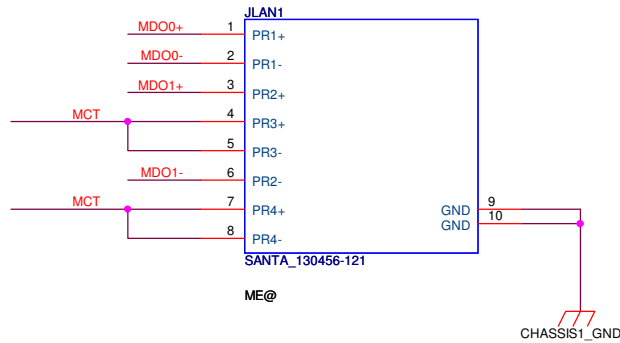 JLAN1
MDO0+ 1 PR1+
MDO0- 2 PR1-
MDO1+ 3 PR2+
MCT 4 PR3+
5 PR3-
MDO1- 6 PR2-
MCT 7 PR4+ GND 9
GND 10
8 PR4-
SANTA_130456-121
ME@
CHASSIS1_GND